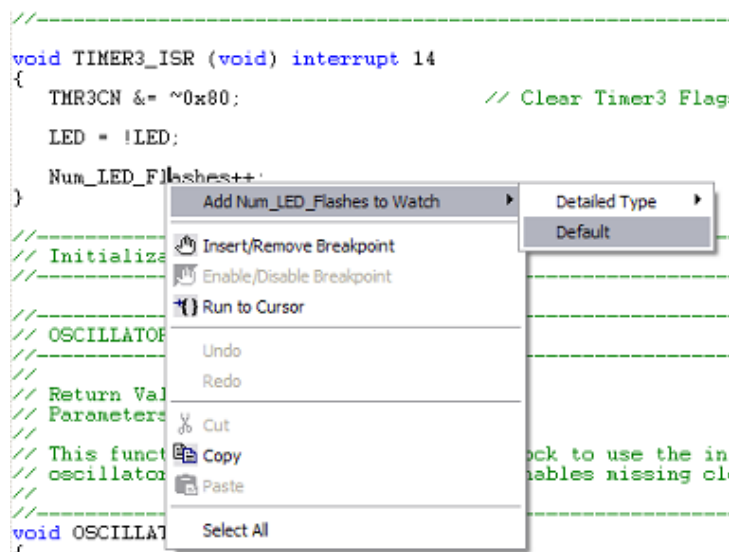 //--------------------------------------------------------------
void TIMER3_ISR (void) interrupt 14
{
TMR3CN &= ~0x80; // Clear Timer3 Flag
LED = !LED;
Num_LED_Flashes++;
}
Add Num_LED_Flashes to Watch
Detailed Type
Default
Insert/Remove Breakpoint
Enable/Disable Breakpoint
Run to Cursor
Undo
Redo
Cut
Copy
Paste
Select All
//--------------------------------------------------------------
// Initializa
//--------------------------------------------------------------
//--------------------------------------------------------------
// OSCILLATOR
//--------------------------------------------------------------
//
// Return Val
// Parameters
//
// This funct ock to use the in
// oscillator ables missing cl
//
//--------------------------------------------------------------
void OSCILLAT
{